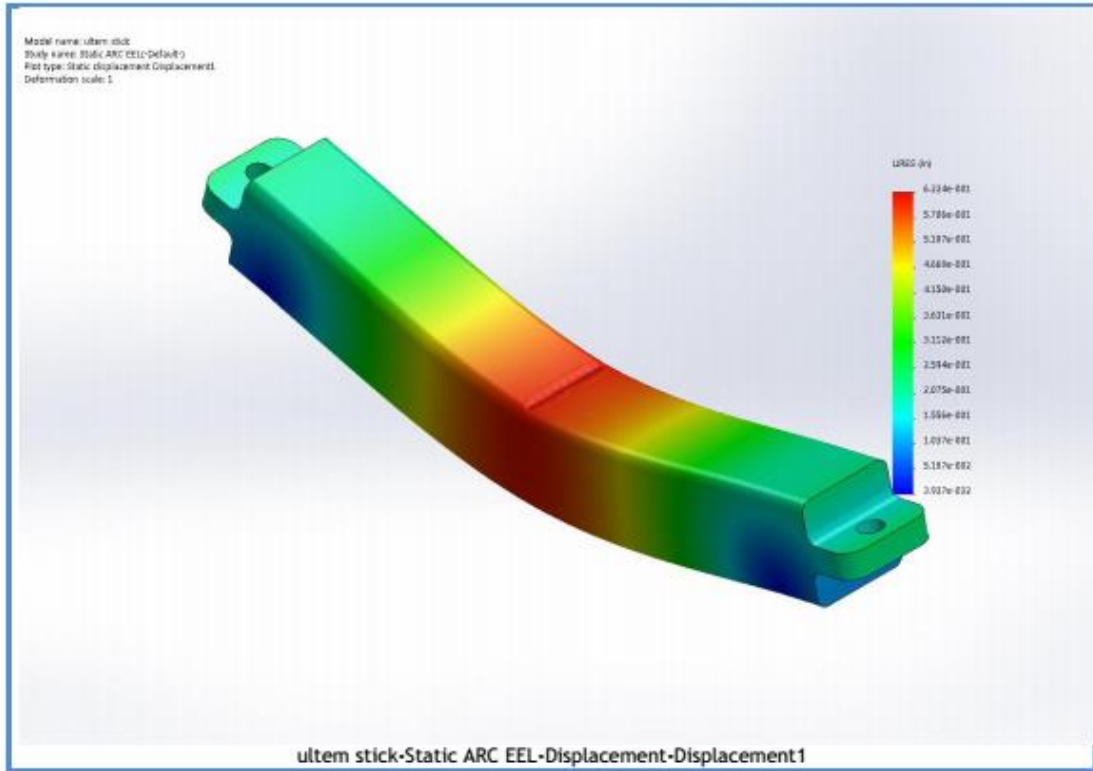 Model name: ultem stick
Study name: Static ARC EEL(-Default-)
Plot type: Static displacement Displacement1
Deformation scale: 1
URES (in)
6.224e-001
5.706e-001
5.187e-001
4.668e-001
4.150e-001
3.631e-001
3.112e-001
2.594e-001
2.075e-001
1.556e-001
1.037e-001
5.187e-002
3.937e-032
ultem stick-Static ARC EEL-Displacement-Displacement1